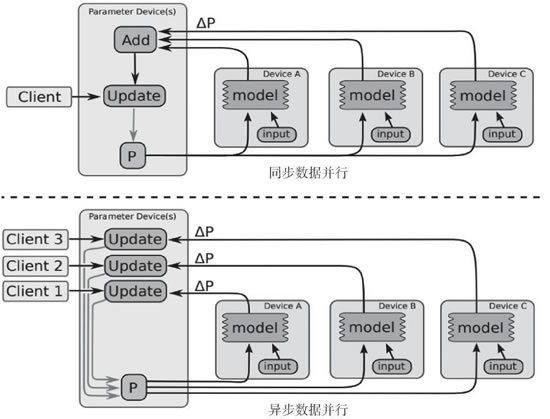 Parameter Device(s)
ΔP
Add
Client
Update
P
Device A
model
input
Device B
model
input
Device C
model
input
同步数据并行
Parameter Device(s)
Client 3
Update
ΔP
Client 2
Update
ΔP
Client 1
Update
ΔP
P
Device A
model
input
Device B
model
input
Device C
model
input
异步数据并行